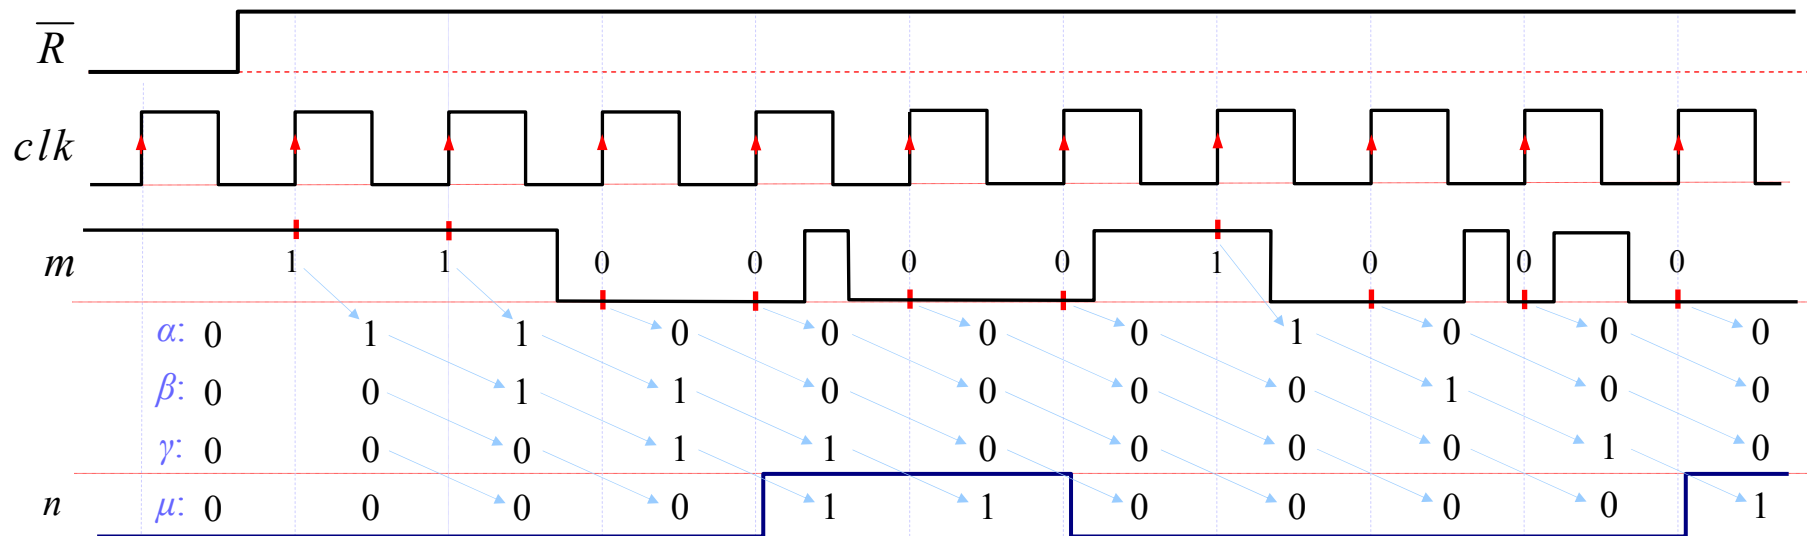 R̅
clk
m
1 1 0 0 0 0 1 0 0 0
α: 0 1 1 0 0 0 0 1 0 0 0
β: 0 0 1 1 0 0 0 0 1 0 0
γ: 0 0 0 1 1 0 0 0 0 1 0
n μ: 0 0 0 0 1 1 0 0 0 0 1